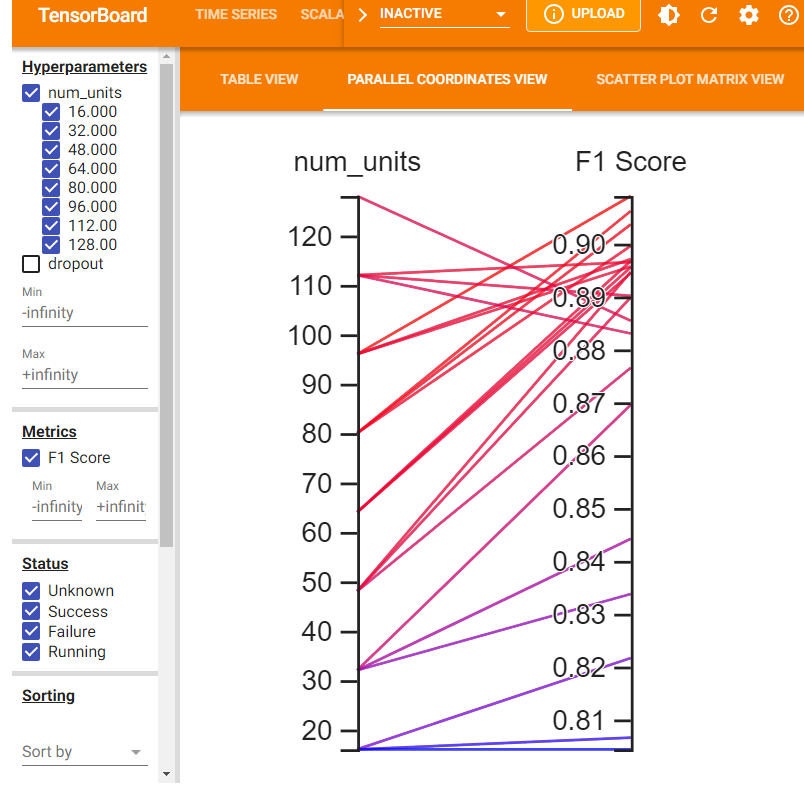 TensorBoard
TIME SERIES
SCALA
INACTIVE
UPLOAD
Hyperparameters
num_units
16.000
32.000
48.000
64.000
80.000
96.000
112.00
128.00
dropout
Min
-infinity
Max
+infinity
Metrics
F1 Score
Min Max
-infinity +infinit
Status
Unknown
Success
Failure
Running
Sorting
Sort by
TABLE VIEW
PARALLEL COORDINATES VIEW
SCATTER PLOT MATRIX VIEW
num_units
120
110
100
90
80
70
60
50
40
30
20
F1 Score
0.90
0.89
0.88
0.87
0.86
0.85
0.84
0.83
0.82
0.81